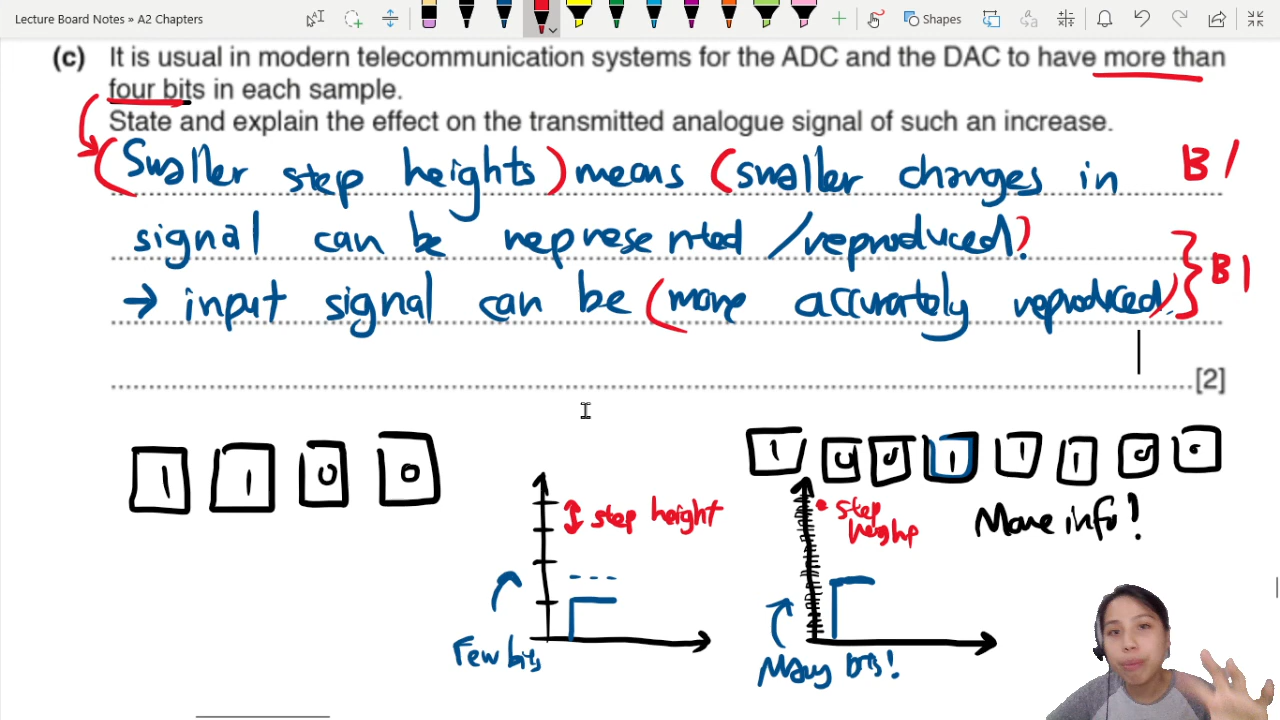 Lecture Board Notes » A2 Chapters
Shapes
(c) It is usual in modern telecommunication systems for the ADC and the DAC to have more than
four bits in each sample.
State and explain the effect on the transmitted analogue signal of such an increase.
(Smaller step heights) means (smaller changes in B1
signal can be represented/reproduced)
→ input signal can be (more accurately reproduced). } B1
[2]
1 1 0 0
1 0 0 1 1 1 0 0
step height
step
height
More info!
Few bits
Many bits!